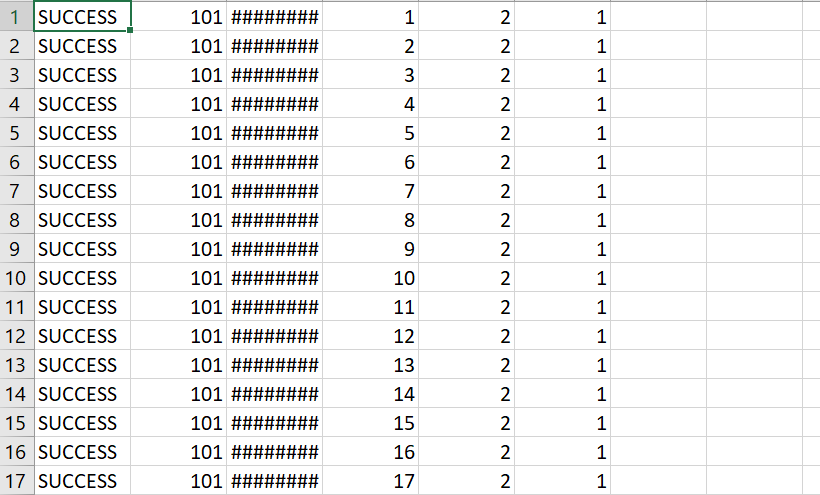 1 SUCCESS 101 ######## 1 2 1
2 SUCCESS 101 ######## 2 2 1
3 SUCCESS 101 ######## 3 2 1
4 SUCCESS 101 ######## 4 2 1
5 SUCCESS 101 ######## 5 2 1
6 SUCCESS 101 ######## 6 2 1
7 SUCCESS 101 ######## 7 2 1
8 SUCCESS 101 ######## 8 2 1
9 SUCCESS 101 ######## 9 2 1
10 SUCCESS 101 ######## 10 2 1
11 SUCCESS 101 ######## 11 2 1
12 SUCCESS 101 ######## 12 2 1
13 SUCCESS 101 ######## 13 2 1
14 SUCCESS 101 ######## 14 2 1
15 SUCCESS 101 ######## 15 2 1
16 SUCCESS 101 ######## 16 2 1
17 SUCCESS 101 ######## 17 2 1